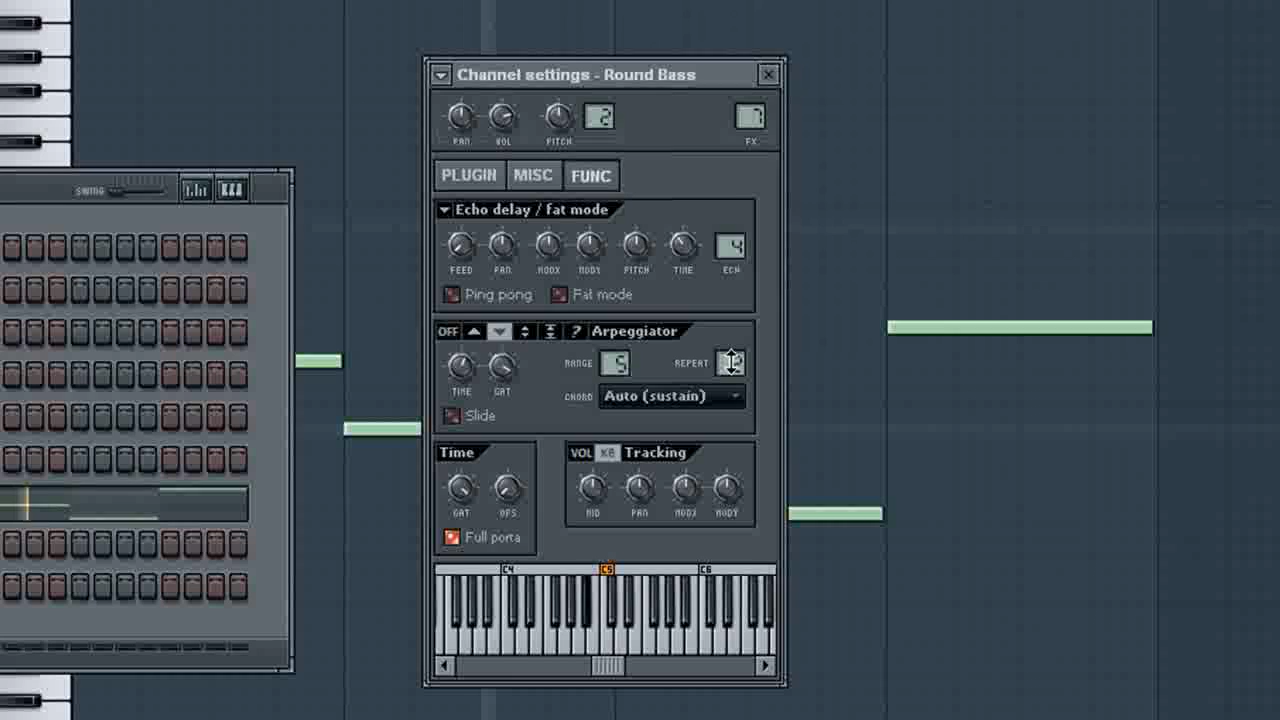 Channel settings - Round Bass
2 7
PAN VOL PITCH FX
SWING
PLUGIN MISC FUNC
Echo delay / fat mode
4
FEED PAN MODX MODY PITCH TIME ECH
Ping pong Fat mode
OFF ? Arpeggiator
RANGE 5 REPEAT
TIME GAT
CHORD Auto (sustain)
Slide
Time VOL KB Tracking
GAT OFS MID PAN MODX MODY
Full porta
C4 C5 C6